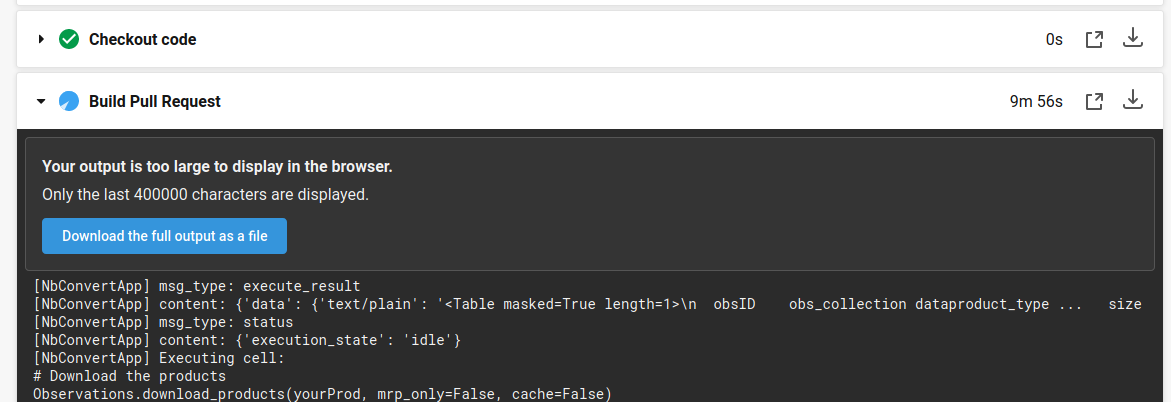 Checkout code
0s
Build Pull Request
9m 56s
Your output is too large to display in the browser.
Only the last 400000 characters are displayed.
Download the full output as a file
[NbConvertApp] msg_type: execute_result
[NbConvertApp] content: {'data': {'text/plain': '<Table masked=True length=1>\n  obsID    obs_collection dataproduct_type ...   size
[NbConvertApp] msg_type: status
[NbConvertApp] content: {'execution_state': 'idle'}
[NbConvertApp] Executing cell:
# Download the products
Observations.download_products(yourProd, mrp_only=False, cache=False)